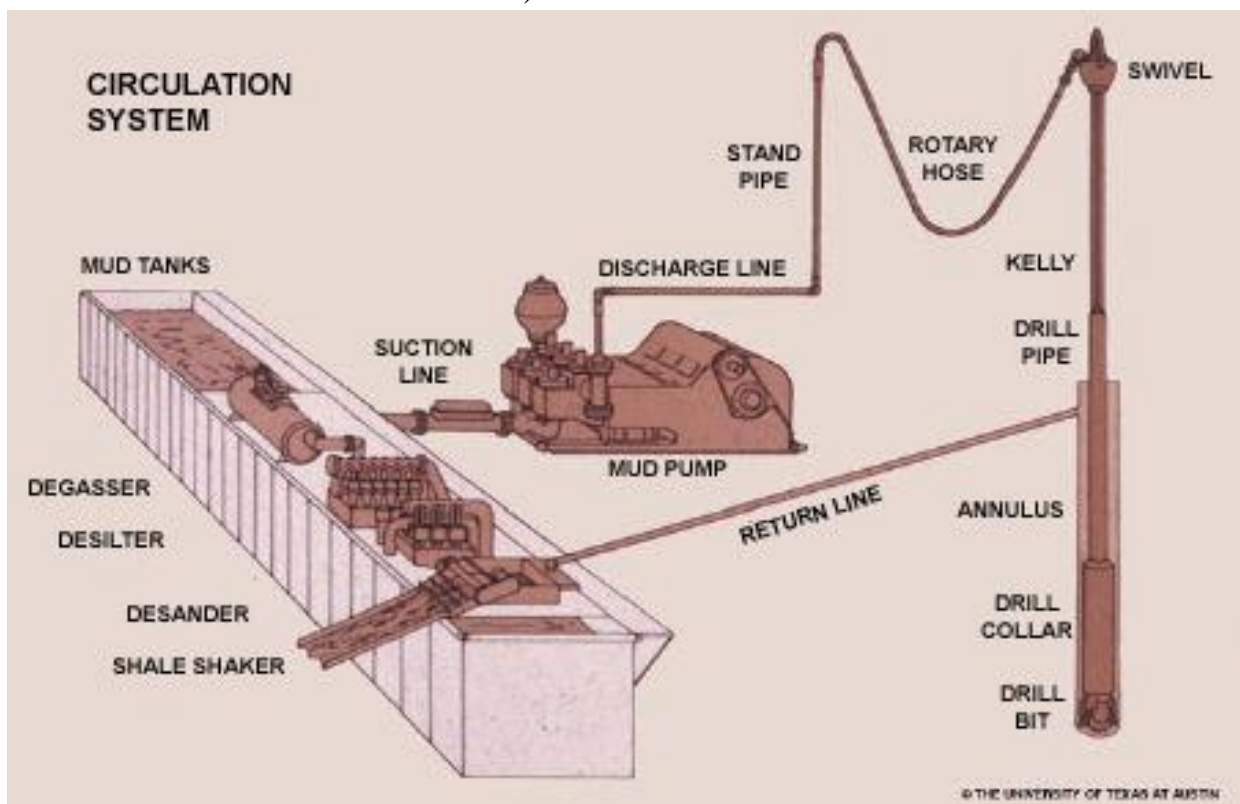 CIRCULATION
SYSTEM
SWIVEL
STAND
PIPE
ROTARY
HOSE
MUD TANKS
DISCHARGE LINE
KELLY
SUCTION
LINE
DRILL
PIPE
MUD PUMP
DEGASSER
RETURN LINE
ANNULUS
DESILTER
DESANDER
DRILL
COLLAR
SHALE SHAKER
DRILL
BIT
© THE UNIVERSITY OF TEXAS AT AUSTIN